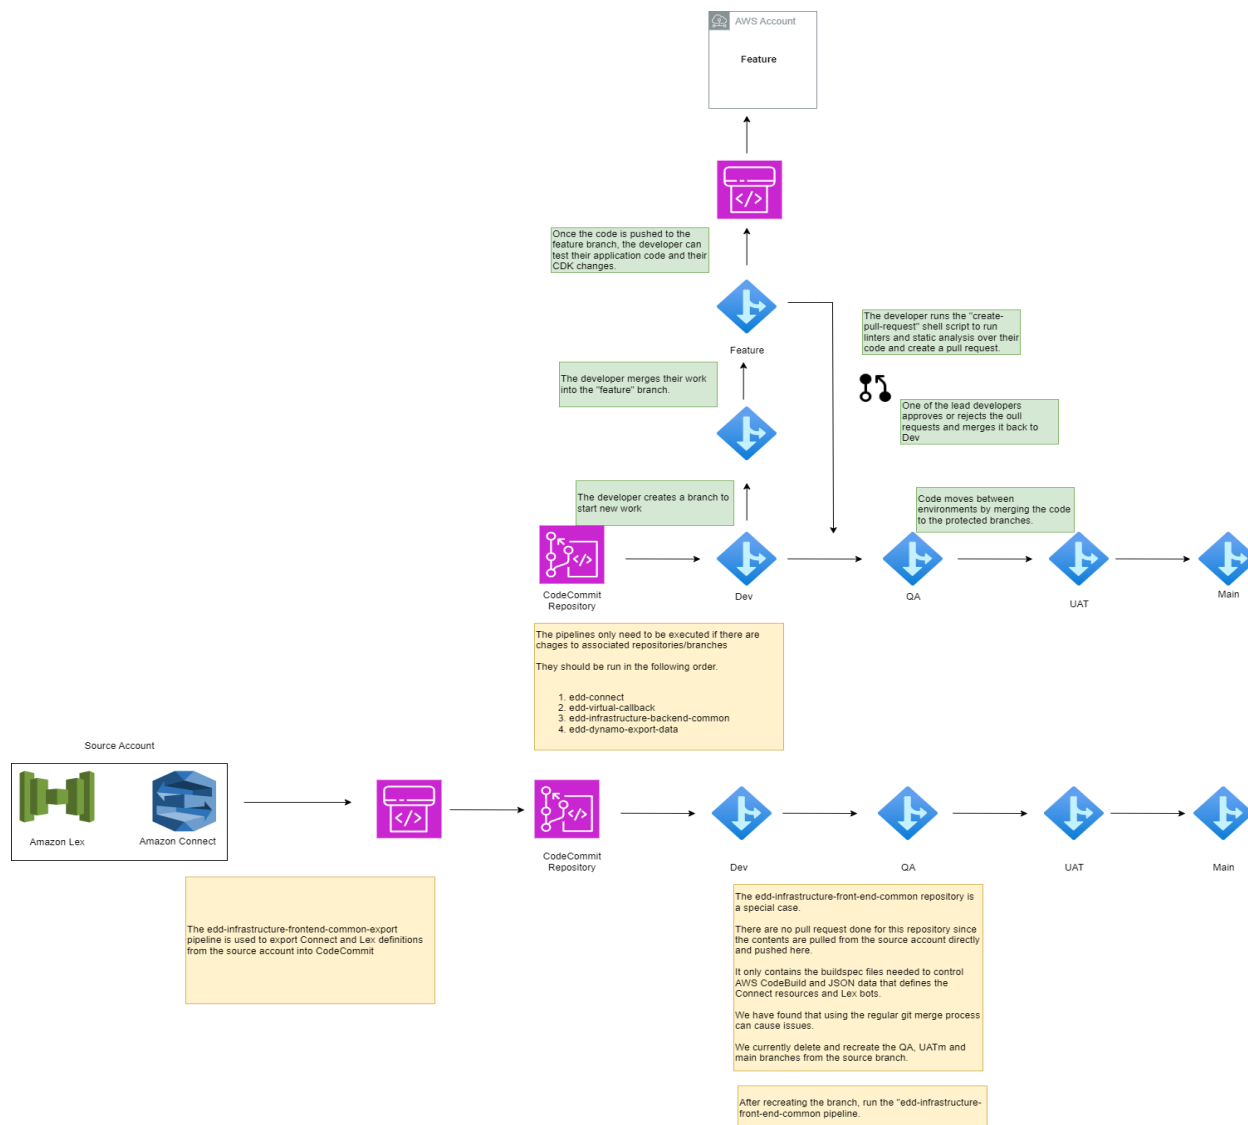 AWS Account
Feature
Once the code is pushed to the
feature branch, the developer can
test their application code and their
CDK changes.
Feature
The developer runs the "create-
pull-request" shell script to run
linters and static analysis over their
code and create a pull request.
The developer merges their work
into the "feature" branch.
One of the lead developers
approves or rejects the oull
requests and merges it back to
Dev
The developer creates a branch to
start new work
Code moves between
environments by merging the code
to the protected branches.
CodeCommit
Repository
Dev
QA
UAT
Main
The pipelines only need to be executed if there are
chages to associated repositories/branches
They should be run in the following order.
1. edd-connect
2. edd-virtual-callback
3. edd-infrastructure-backend-common
4. edd-dynamo-export-data
Source Account
Amazon Lex
Amazon Connect
CodeCommit
Repository
Dev
QA
UAT
Main
The edd-infrastructure-frontend-common-export
pipeline is used to export Connect and Lex definitions
from the source account into CodeCommit
The edd-infrastructure-front-end-common repository is
a special case.
There are no pull request done for this repository since
the contents are pulled from the source account directly
and pushed here.
It only contains the buildspec files needed to control
AWS CodeBuild and JSON data that defines the
Connect resources and Lex bots.
We have found that using the regular git merge process
can cause issues.
We currently delete and recreate the QA, UATm and
main branches from the source branch.
After recreating the branch, run the "edd-infrastructure-
front-end-common pipeline.